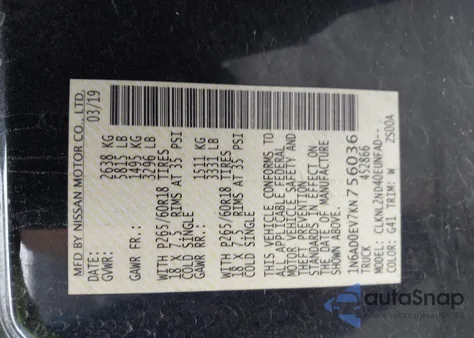 MFD BY NISSAN MOTOR CO., LTD.
DATE: 03/19
GVWR: 2638 KG
5815 LB
GAWR FR: 1495 KG
3296 LB
WITH P265/60R18 TIRES
18 X 7.5 RIMS AT 35 PSI
COLD SINGLE
GAWR RR: 1511 KG
3331 LB
WITH P265/60R18 TIRES
18 X 7.5 RIMS AT 35 PSI
COLD SINGLE
THIS VEHICLE CONFORMS TO
ALL APPLICABLE FEDERAL
MOTOR VEHICLE SAFETY AND
THEFT PREVENTION
STANDARDS IN EFFECT ON
THE DATE OF MANUFACTURE
SHOWN ABOVE.
1N6AD0EV7KN756036
TRUCK 452866
MODEL:
COLOR: G41 TRIM: W 2S00A
autaSnap